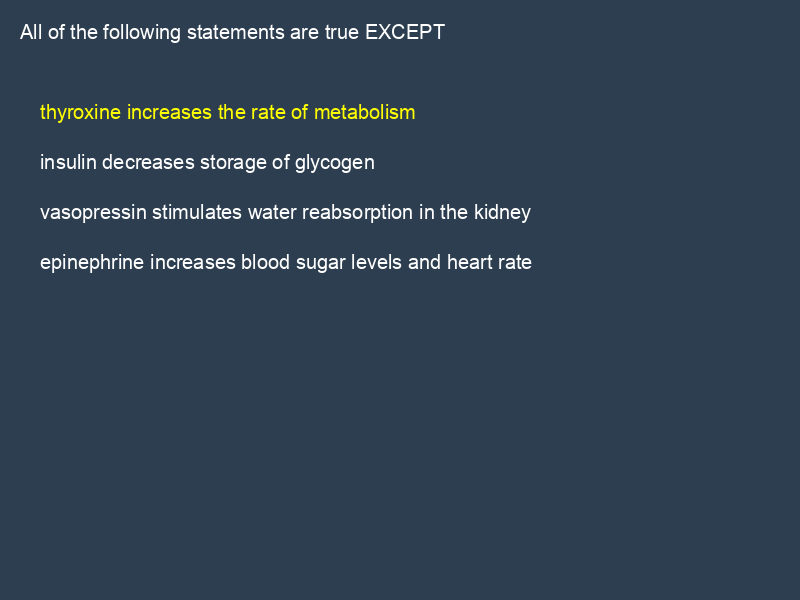 All of the following statements are true EXCEPT
thyroxine increases the rate of metabolism
insulin decreases storage of glycogen
vasopressin stimulates water reabsorption in the kidney
epinephrine increases blood sugar levels and heart rate